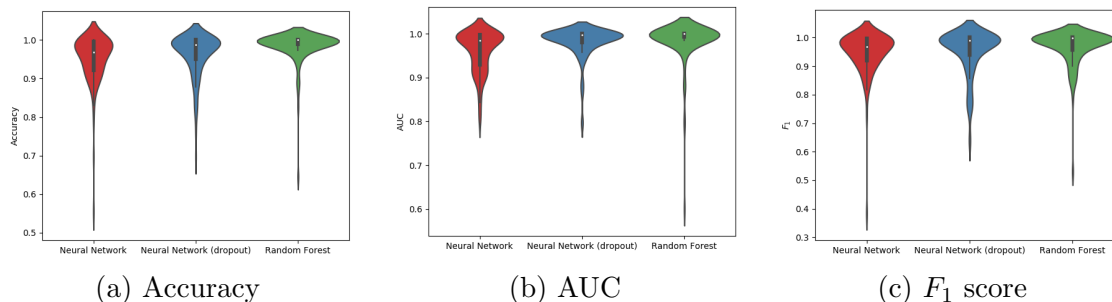 1.0
0.9
0.8
0.7
0.6
0.5
Accuracy
Neural Network
Neural Network (dropout)
Random Forest
(a) Accuracy
1.0
0.9
0.8
0.7
0.6
AUC
Neural Network
Neural Network (dropout)
Random Forest
(b) AUC
1.0
0.9
0.8
0.7
0.6
0.5
0.4
0.3
F₁
Neural Network
Neural Network (dropout)
Random Forest
(c) F₁ score